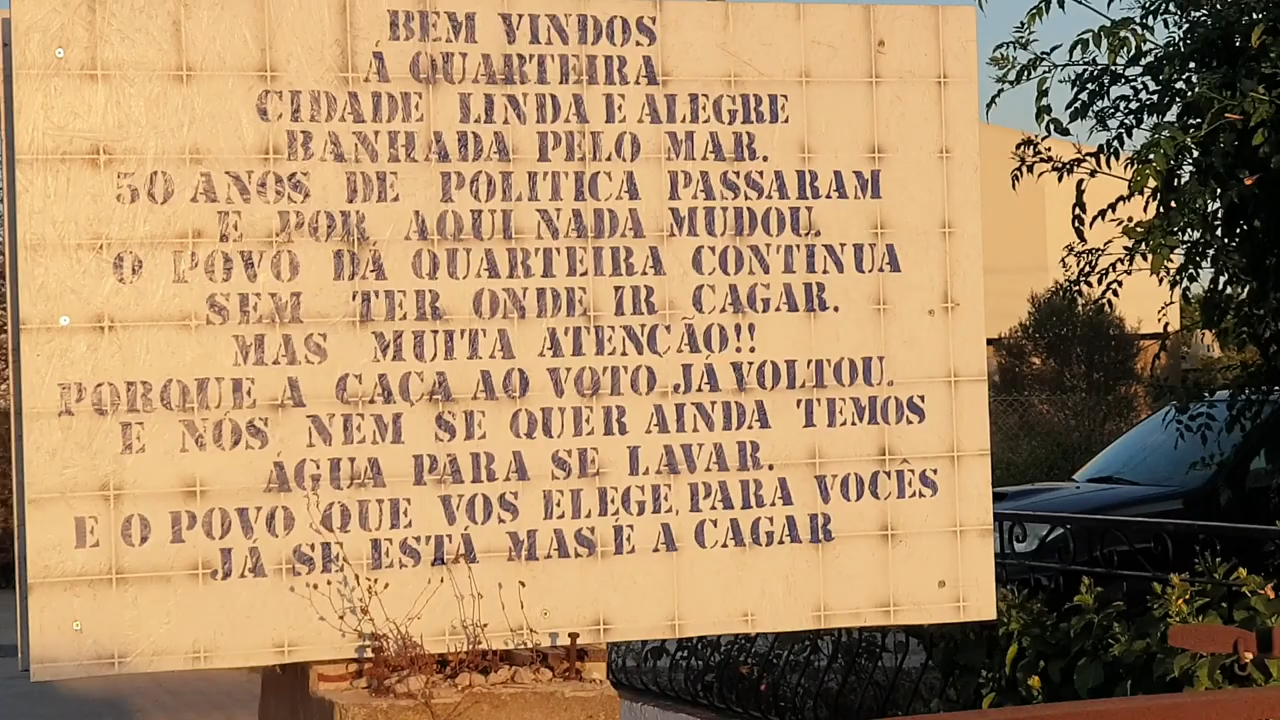 BEM VINDOS
Á QUARTEIRA
CIDADE LINDA E ALEGRE
BANHADA PELO MAR.
50 ANOS DE POLITICA PASSARAM
E POR AQUI NADA MUDOU.
O POVO DA QUARTEIRA CONTINUA
SEM TER ONDE IR CAGAR.
MAS MUITA ATENCÃO!!
PORQUE A CAÇA AO VOTO JÁ VOLTOU.
E NÓS NEM SE QUER AINDA TEMOS
ÁGUA PARA SE LAVAR.
E O POVO QUE VOS ELEGE, PARA VOCÊS
JÁ SE ESTÁ MAS É A CAGAR